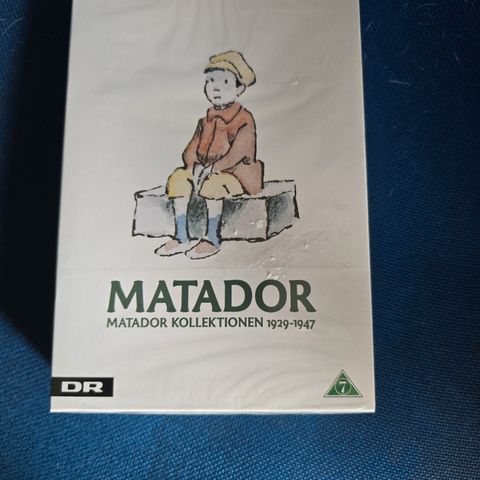 MATADOR
MATADOR KOLLEKTIONEN 1929-1947
DR
7